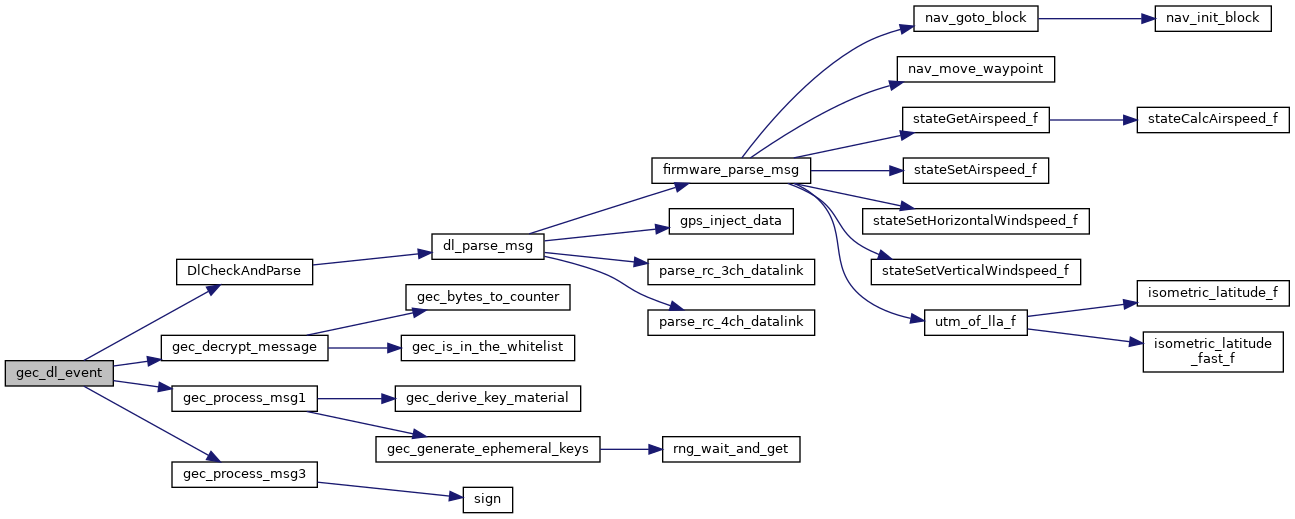 nav_goto_block
nav_init_block
nav_move_waypoint
stateGetAirspeed_f
stateCalcAirspeed_f
firmware_parse_msg
stateSetAirspeed_f
gps_inject_data
stateSetHorizontalWindspeed_f
dl_parse_msg
DlCheckAndParse
parse_rc_3ch_datalink
stateSetVerticalWindspeed_f
gec_bytes_to_counter
isometric_latitude_f
parse_rc_4ch_datalink
utm_of_lla_f
gec_decrypt_message
gec_is_in_the_whitelist
isometric_latitude
_fast_f
gec_dl_event
gec_process_msg1
gec_derive_key_material
gec_generate_ephemeral_keys
rng_wait_and_get
gec_process_msg3
sign